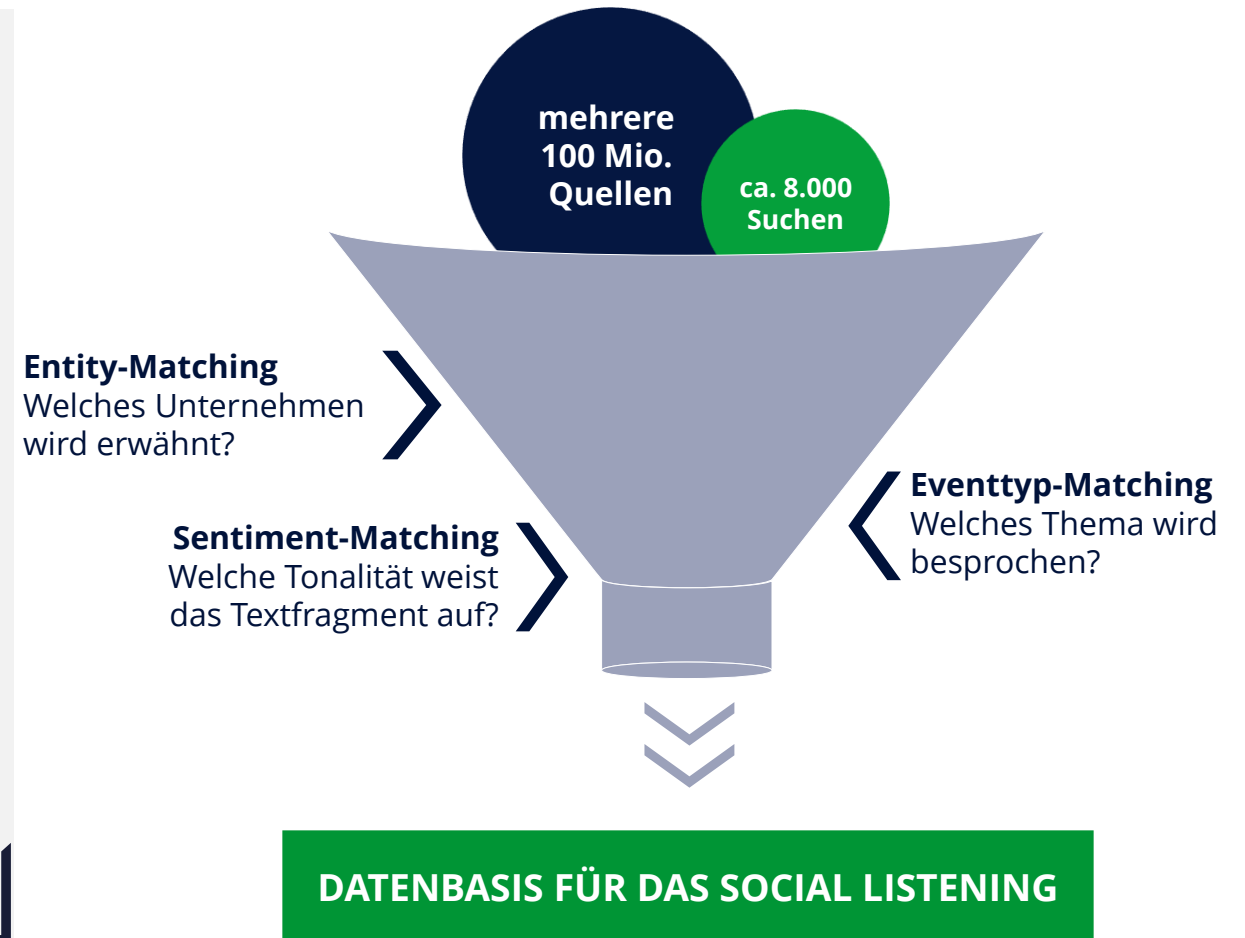 mehrere
100 Mio.
Quellen
ca. 8.000
Suchen
Entity-Matching
Welches Unternehmen
wird erwähnt?
Eventtyp-Matching
Welches Thema wird
besprochen?
Sentiment-Matching
Welche Tonalität weist
das Textfragment auf?
DATENBASIS FÜR DAS SOCIAL LISTENING